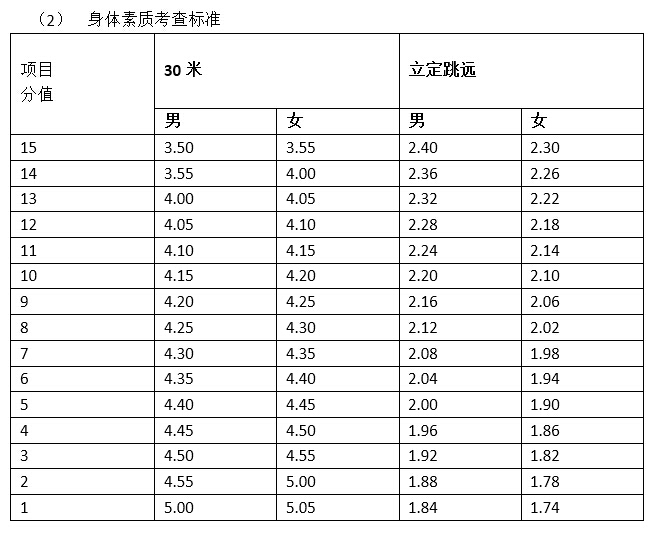 （2） 身体素质考查标准
项目 30 米 立定跳远
分值
男 女 男 女
15 3.50 3.55 2.40 2.30
14 3.55 4.00 2.36 2.26
13 4.00 4.05 2.32 2.22
12 4.05 4.10 2.28 2.18
11 4.10 4.15 2.24 2.14
10 4.15 4.20 2.20 2.10
9 4.20 4.25 2.16 2.06
8 4.25 4.30 2.12 2.02
7 4.30 4.35 2.08 1.98
6 4.35 4.40 2.04 1.94
5 4.40 4.45 2.00 1.90
4 4.45 4.50 1.96 1.86
3 4.50 4.55 1.92 1.82
2 4.55 5.00 1.88 1.78
1 5.00 5.05 1.84 1.74